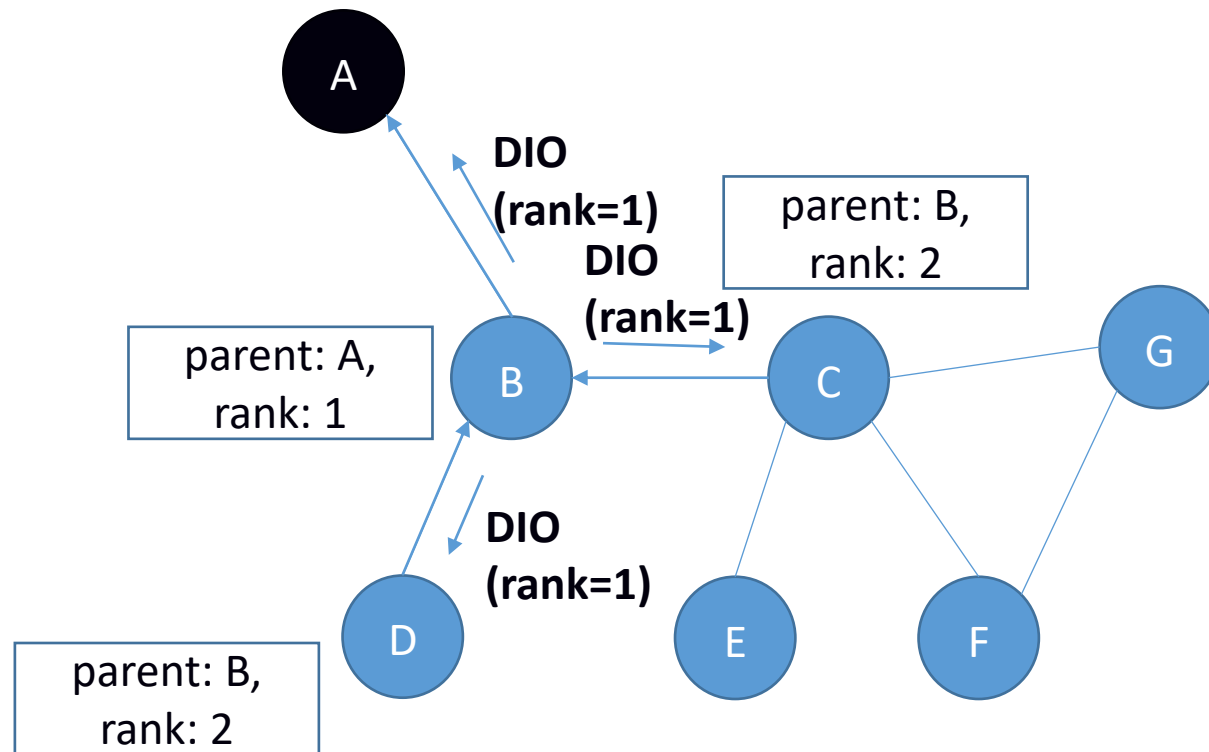 A
DIO
(rank=1)
parent: B,
rank: 2
DIO
(rank=1)
parent: A,
rank: 1
B
C
G
DIO
(rank=1)
D
E
F
parent: B,
rank: 2